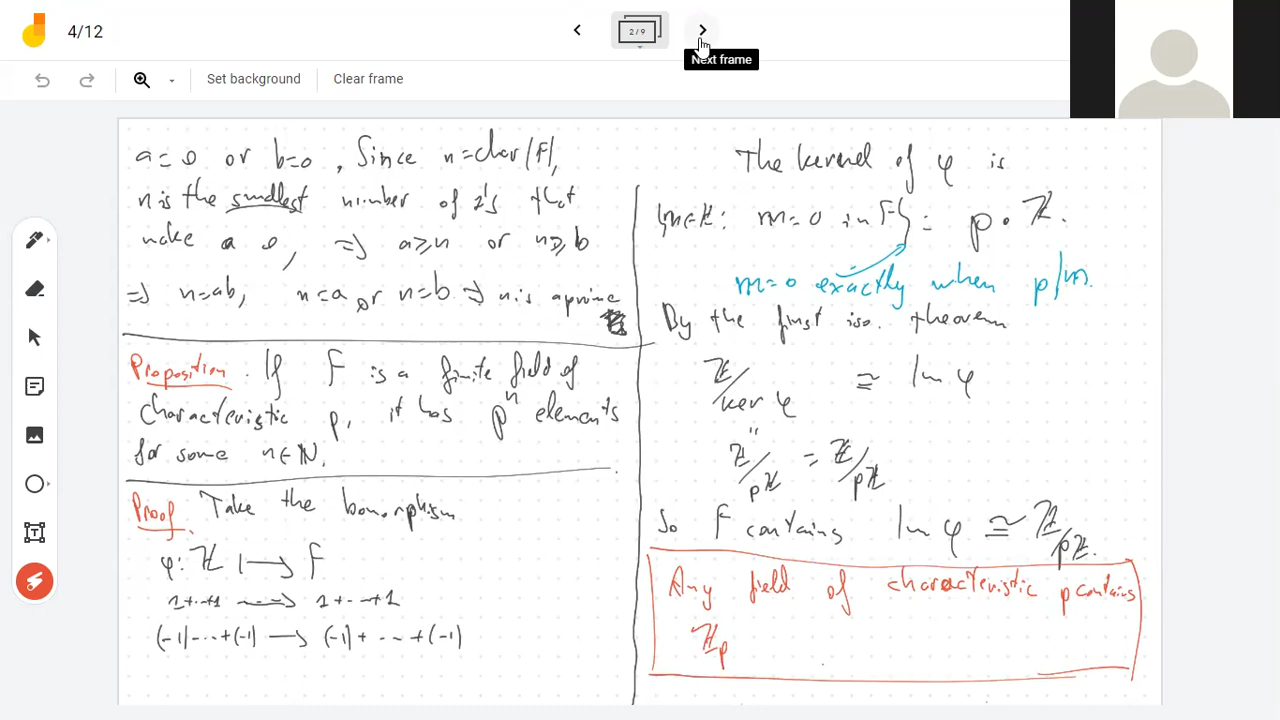 4/12
2/9
Next frame
Set background
Clear frame
a=0 or b=0, Since n=char(F),
n is the smallest number of 1's that
make a 0, ⇒ a≥n or n≥b
⇒ n=ab, n=a or n=b ⇒ n is a prime
Proposition. If F is a finite field of
characteristic p, it has pⁿ elements
for some n∈ℕ.
Proof. Take the homorphism
φ: ℤ ⟼ F
1+...+1 ⟶ 1+...+1
(-1)+...+(-1) ⟶ (-1)+...+(-1)
The kernel of φ is
{m∈ℤ: m=0 in F} = p·ℤ.
m=0 exactly when p|m.
By the first iso. theorem
ℤ/ker φ ≅ Im φ
"
ℤ/pℤ = ℤ/pℤ
So F contains Im φ ≅ ℤ/pℤ.
Any field of characteristic p contains
ℤp